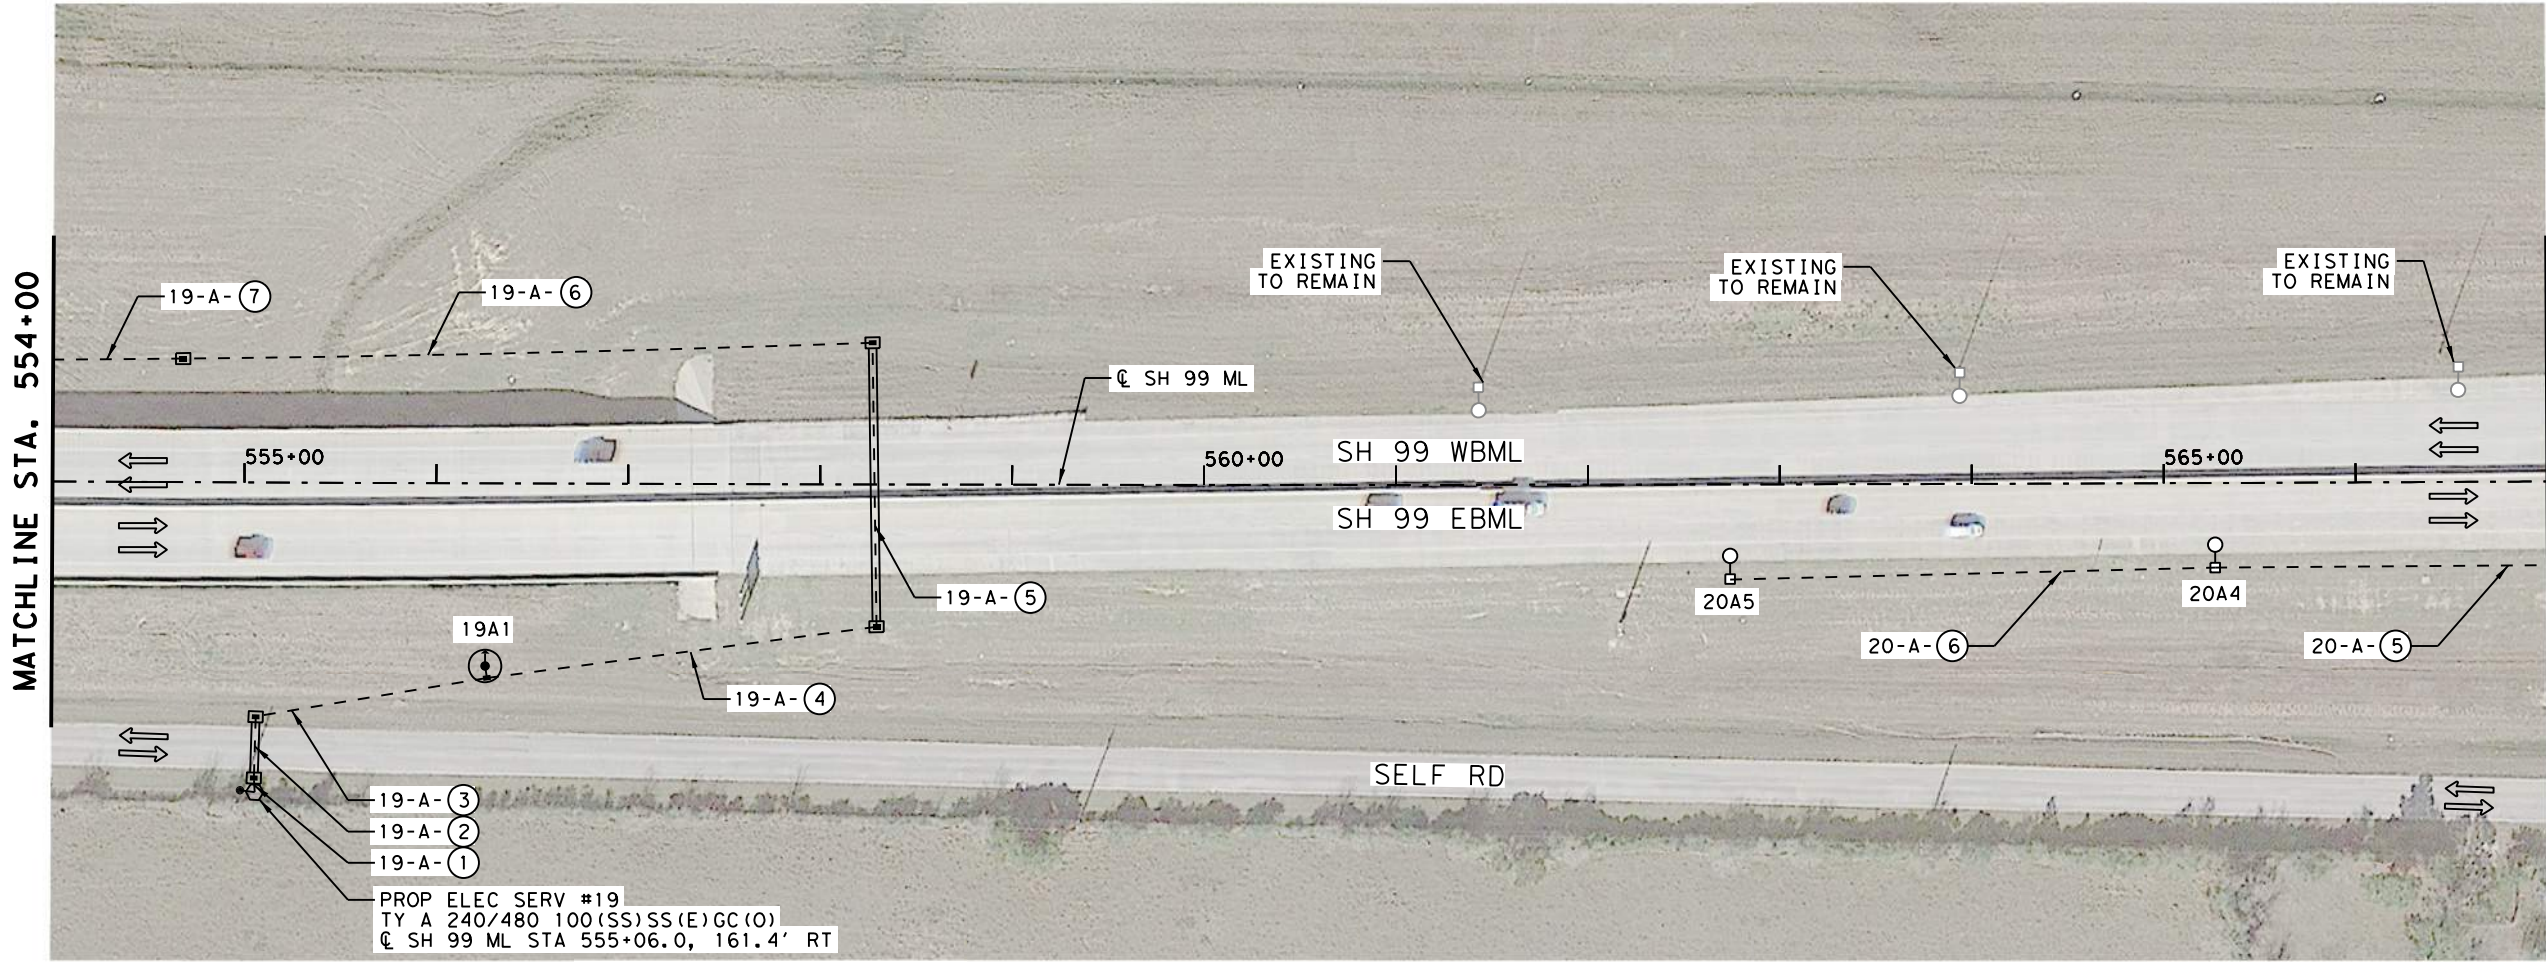 MATCHLINE STA. 554+00
EXISTING
TO REMAIN
EXISTING
TO REMAIN
EXISTING
TO REMAIN
19-A-7
19-A-6
℄ SH 99 ML
555+00
560+00
SH 99 WBML
565+00
SH 99 EBML
19-A-5
20A5
20A4
19A1
20-A-6
20-A-5
19-A-4
SELF RD
19-A-3
19-A-2
19-A-1
PROP ELEC SERV #19
TY A 240/480 100(SS)SS(E)GC(O)
℄ SH 99 ML STA 555+06.0, 161.4' RT